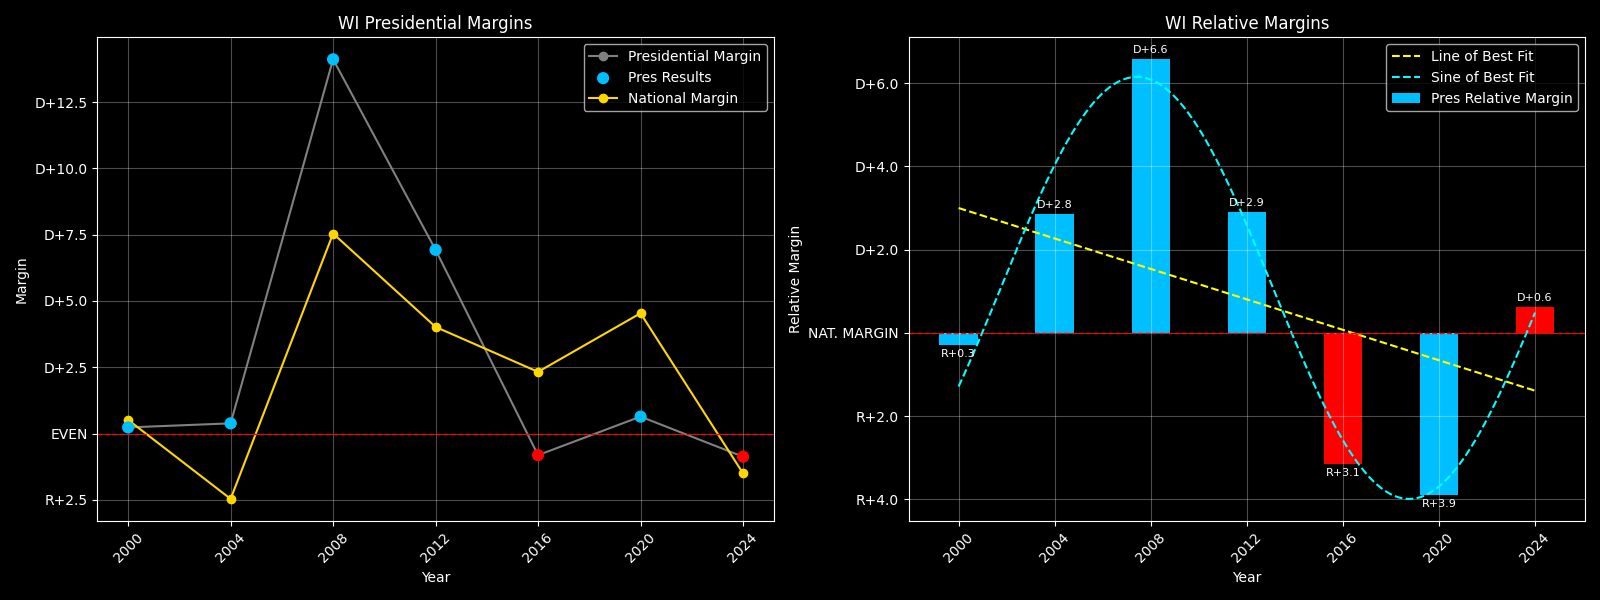 WI Presidential Margins
Presidential Margin
Pres Results
National Margin
Margin
D+12.5
D+10.0
D+7.5
D+5.0
D+2.5
EVEN
R+2.5
2000
2004
2008
2012
2016
2020
2024
Year
WI Relative Margins
Line of Best Fit
Sine of Best Fit
Pres Relative Margin
Relative Margin
D+6.0
D+4.0
D+2.0
NAT. MARGIN
R+2.0
R+4.0
R+0.3
D+2.8
D+6.6
D+2.9
R+3.1
R+3.9
D+0.6
2000
2004
2008
2012
2016
2020
2024
Year